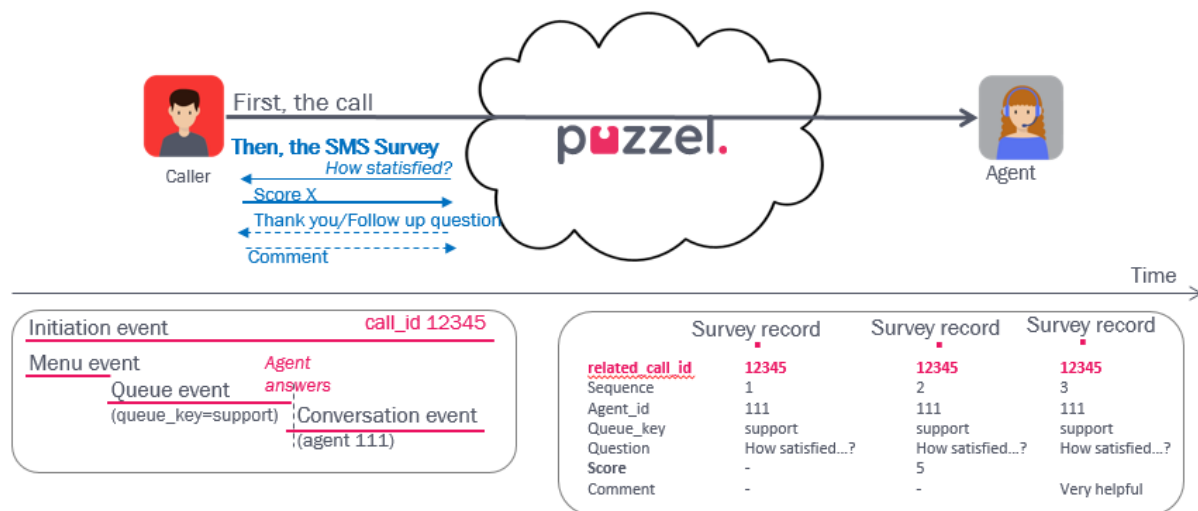 First, the call
puzzel.
Then, the SMS Survey
How statisfied?
Caller
Agent
Score X
Thank you/Follow up question
Comment
Time
Initiation event
call_id 12345
Menu event
Agent
answers
Queue event
(queue_key=support)
Conversation event
(agent 111)
Survey record Survey record Survey record
related_call_id 12345 12345 12345
Sequence 1 2 3
Agent_id 111 111 111
Queue_key support support support
Question How satisfied...? How satisfied...? How satisfied...?
Score - 5
Comment - - Very helpful